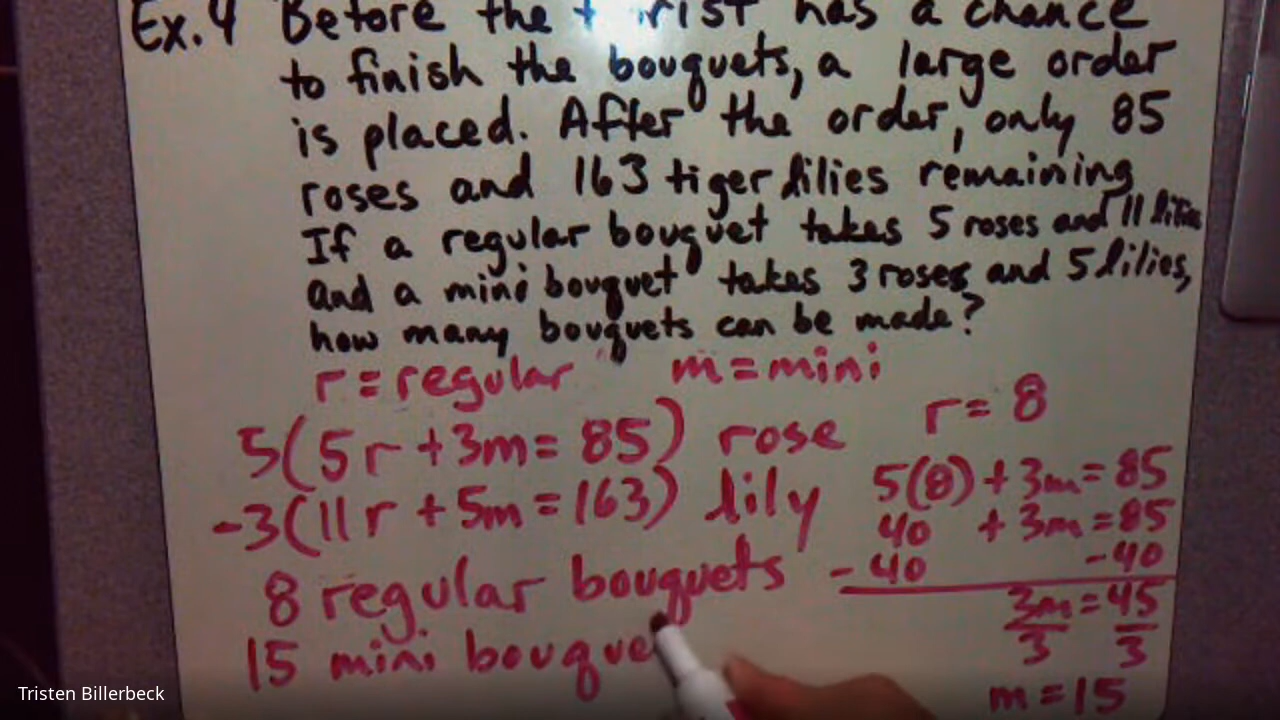 Ex. 4 Before the has a chance
to finish the bouquets, a large order
is placed. After the order, only 85
roses and 163 tiger lilies remaining
If a regular bouquet takes 5 roses and 11 lilies
and a mini bouquet takes 3 roses and 5 lilies,
how many bouquets can be made?
r = regular m = mini
r = 8
5(5r + 3m = 85) rose
-3(11r + 5m = 163) lily
5(8) + 3m = 85
40 + 3m = 85
-40 -40
3m = 45
3 3
m = 15
8 regular bouquets
15 mini bouque
Tristen Billerbeck